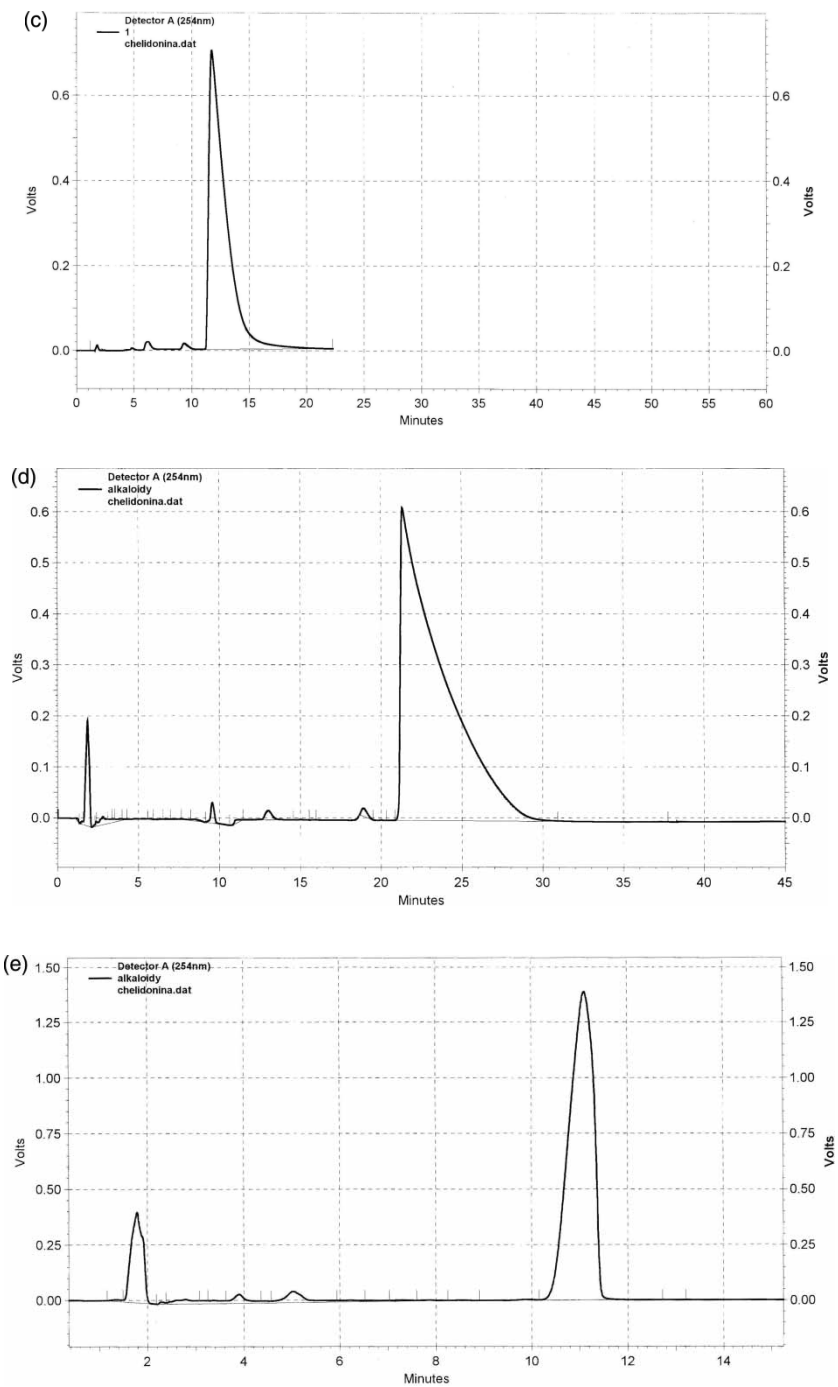 (c)
Detector A (254nm)
1
chelidonina.dat
0.6
0.4
0.2
0.0
Volts
0.6
0.4
0.2
0.0
Volts
0 5 10 15 20 25 30 35 40 45 50 55 60
Minutes
(d)
Detector A (254nm)
alkaloidy
chelidonina.dat
0.6
0.5
0.4
0.3
0.2
0.1
0.0
Volts
0.6
0.5
0.4
0.3
0.2
0.1
0.0
Volts
0 5 10 15 20 25 30 35 40 45
Minutes
(e)
Detector A (254nm)
alkaloidy
chelidonina.dat
1.50
1.25
1.00
0.75
0.50
0.25
0.00
Volts
1.50
1.25
1.00
0.75
0.50
0.25
0.00
Volts
2 4 6 8 10 12 14
Minutes